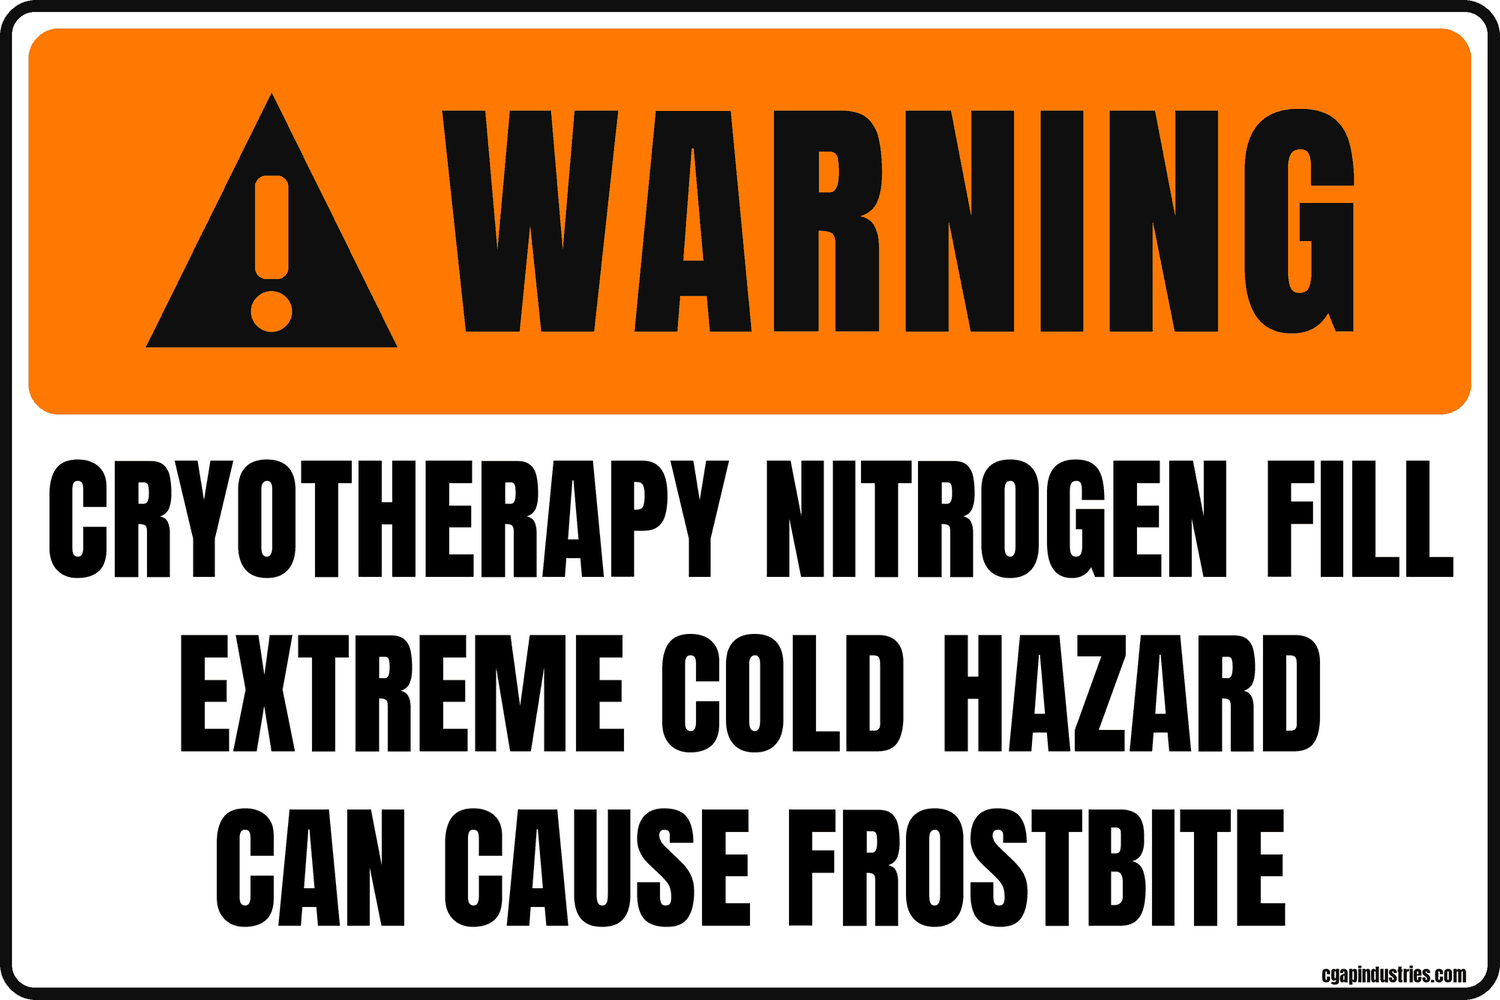 WARNING
CRYOTHERAPY NITROGEN FILL
EXTREME COLD HAZARD
CAN CAUSE FROSTBITE
cgapindustries.com